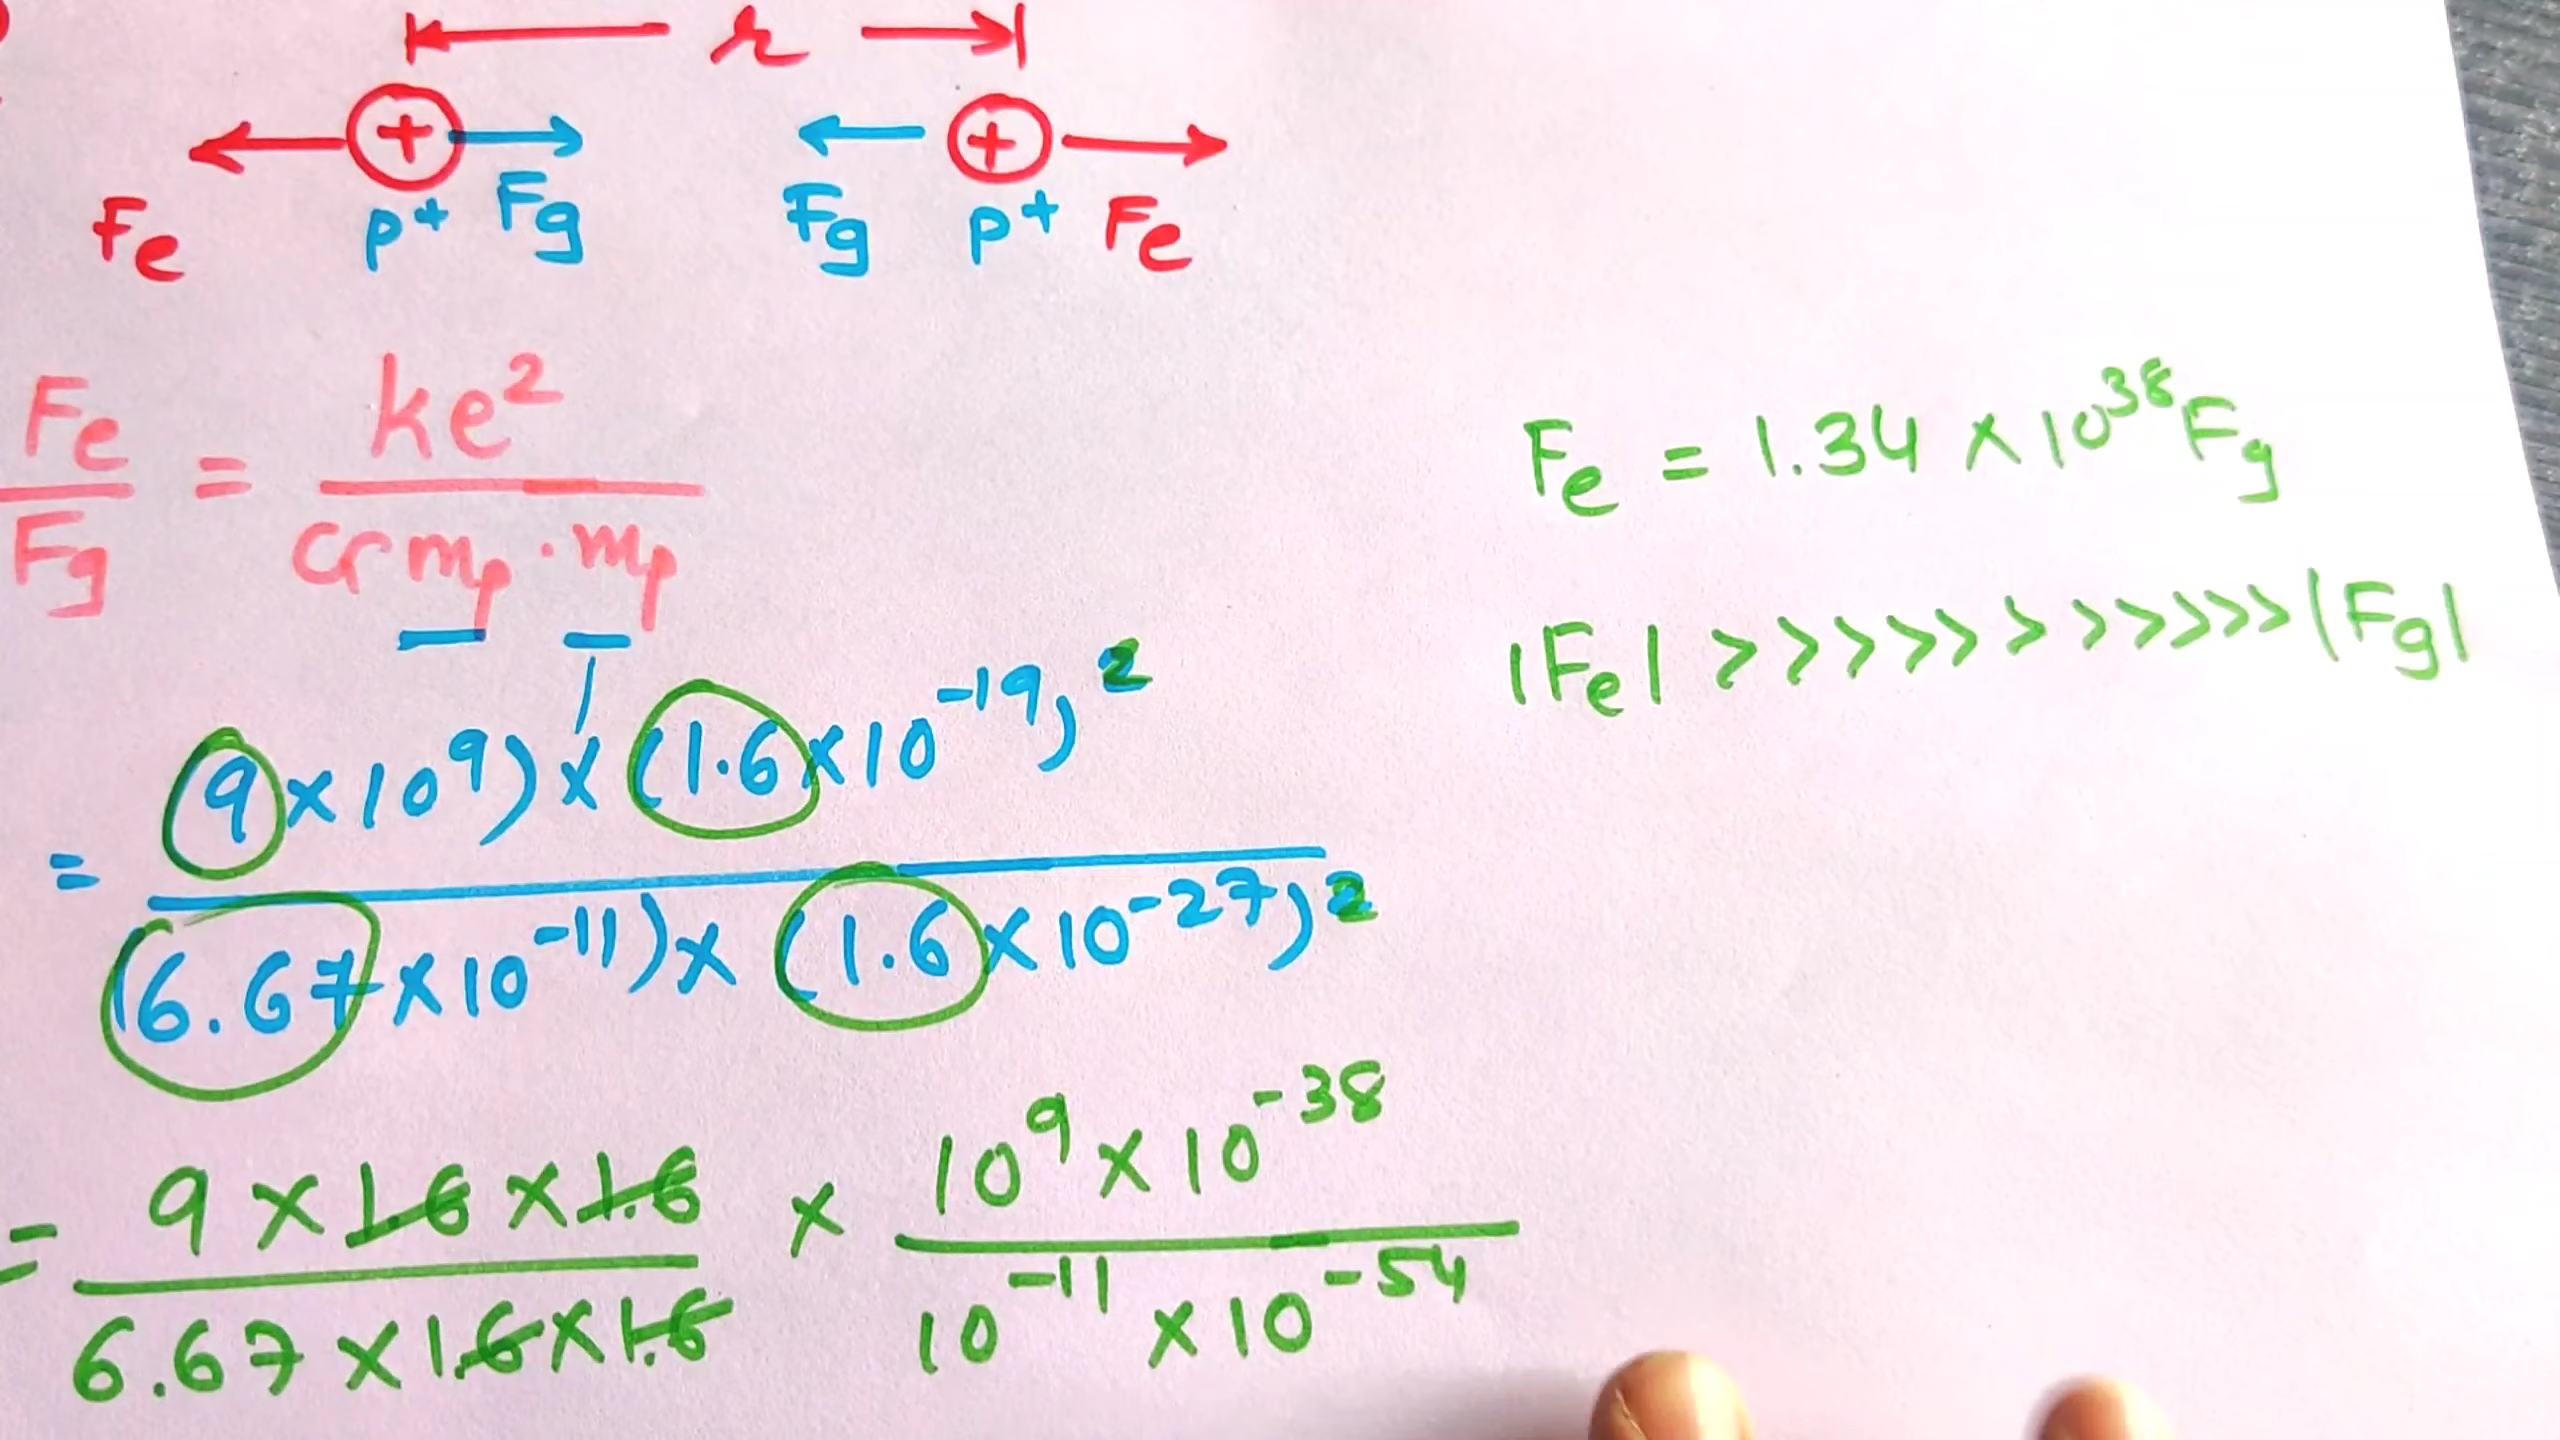 r
+ +
Fe p+ Fg Fg p+ Fe
Fe/Fg = ke²/G mp · mp
Fe = 1.34 × 10³⁸ Fg
|Fe| >>>>>>>>>>>> |Fg|
= 9 × 10⁹) × (1.6 × 10⁻¹⁹)²
(6.67 × 10⁻¹¹) × (1.6 × 10⁻²⁷)²
= 9 × 1.6 × 1.6 × 10⁹ × 10⁻³⁸
6.67 × 1.6 × 1.6 10⁻¹¹ × 10⁻⁵⁴